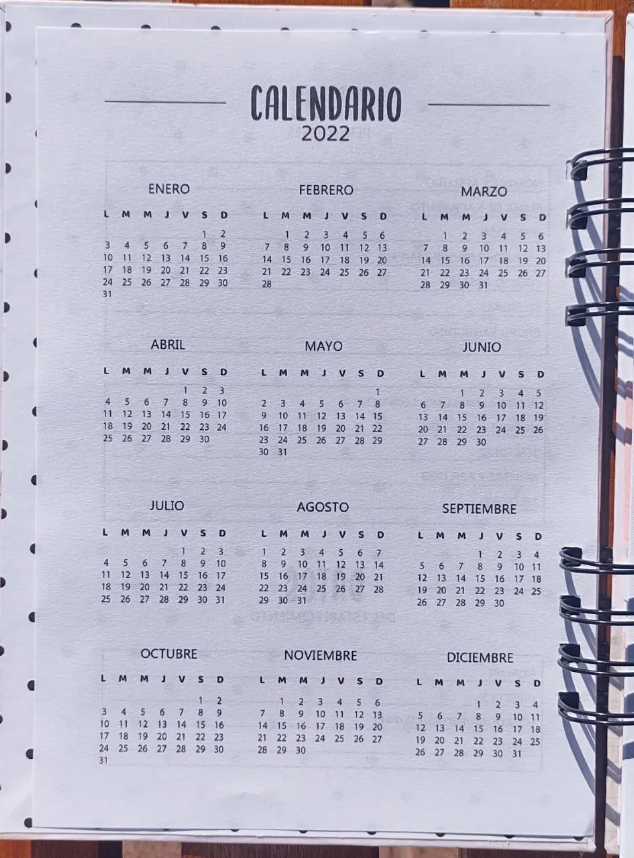 CALENDARIO
2022
ENERO
L M M J V S D
1 2
3 4 5 6 7 8 9
10 11 12 13 14 15 16
17 18 19 20 21 22 23
24 25 26 27 28 29 30
31
FEBRERO
L M M J V S D
1 2 3 4 5 6
7 8 9 10 11 12 13
14 15 16 17 18 19 20
21 22 23 24 25 26 27
28
MARZO
L M M J V S D
1 2 3 4 5 6
7 8 9 10 11 12 13
14 15 16 17 18 19 20
21 22 23 24 25 26 27
28 29 30 31
ABRIL
L M M J V S D
1 2 3
4 5 6 7 8 9 10
11 12 13 14 15 16 17
18 19 20 21 22 23 24
25 26 27 28 29 30
MAYO
L M M J V S D
1
2 3 4 5 6 7 8
9 10 11 12 13 14 15
16 17 18 19 20 21 22
23 24 25 26 27 28 29
30 31
JUNIO
L M M J V S D
1 2 3 4 5
6 7 8 9 10 11 12
13 14 15 16 17 18 19
20 21 22 23 24 25 26
27 28 29 30
JULIO
L M M J V S D
1 2 3
4 5 6 7 8 9 10
11 12 13 14 15 16 17
18 19 20 21 22 23 24
25 26 27 28 29 30 31
AGOSTO
L M M J V S D
1 2 3 4 5 6 7
8 9 10 11 12 13 14
15 16 17 18 19 20 21
22 23 24 25 26 27 28
29 30 31
SEPTIEMBRE
L M M J V S D
1 2 3 4
5 6 7 8 9 10 11
12 13 14 15 16 17 18
19 20 21 22 23 24 25
26 27 28 29 30
OCTUBRE
L M M J V S D
1 2
3 4 5 6 7 8 9
10 11 12 13 14 15 16
17 18 19 20 21 22 23
24 25 26 27 28 29 30
31
NOVIEMBRE
L M M J V S D
1 2 3 4 5 6
7 8 9 10 11 12 13
14 15 16 17 18 19 20
21 22 23 24 25 26 27
28 29 30
DICIEMBRE
L M M J V S D
1 2 3 4
5 6 7 8 9 10 11
12 13 14 15 16 17 18
19 20 21 22 23 24 25
26 27 28 29 30 31